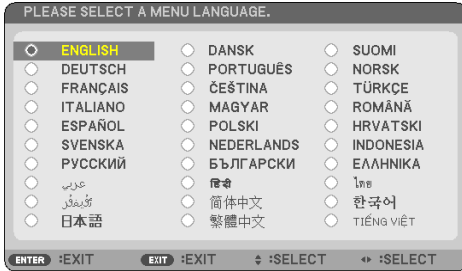 PLEASE SELECT A MENU LANGUAGE.
ENGLISH DANSK SUOMI
DEUTSCH PORTUGUÊS NORSK
FRANÇAIS ČEŠTINA TÜRKÇE
ITALIANO MAGYAR ROMÂNĂ
ESPAÑOL POLSKI HRVATSKI
SVENSKA NEDERLANDS INDONESIA
РУССКИЙ БЪЛГАРСКИ ΕΛΛΗΝΙΚΑ
عربي हिंदी ไทย
简体中文 한국어
日本語 繁體中文 TIẾNG VIỆT
ENTER :EXIT EXIT :EXIT :SELECT :SELECT